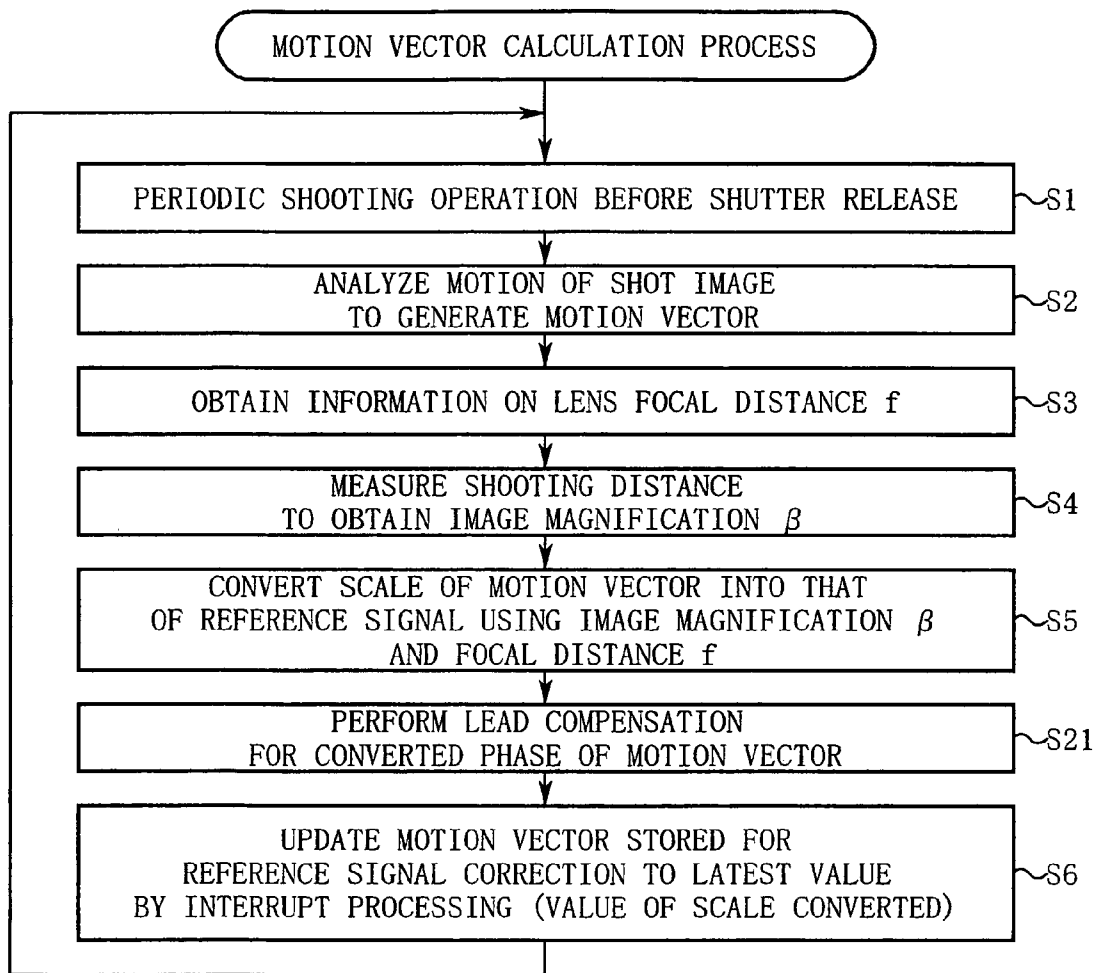 MOTION VECTOR CALCULATION PROCESS
PERIODIC SHOOTING OPERATION BEFORE SHUTTER RELEASE
S1
ANALYZE MOTION OF SHOT IMAGE
TO GENERATE MOTION VECTOR
S2
OBTAIN INFORMATION ON LENS FOCAL DISTANCE f
S3
MEASURE SHOOTING DISTANCE
TO OBTAIN IMAGE MAGNIFICATION β
S4
CONVERT SCALE OF MOTION VECTOR INTO THAT
OF REFERENCE SIGNAL USING IMAGE MAGNIFICATION β
AND FOCAL DISTANCE f
S5
PERFORM LEAD COMPENSATION
FOR CONVERTED PHASE OF MOTION VECTOR
S21
UPDATE MOTION VECTOR STORED FOR
REFERENCE SIGNAL CORRECTION TO LATEST VALUE
BY INTERRUPT PROCESSING (VALUE OF SCALE CONVERTED)
S6